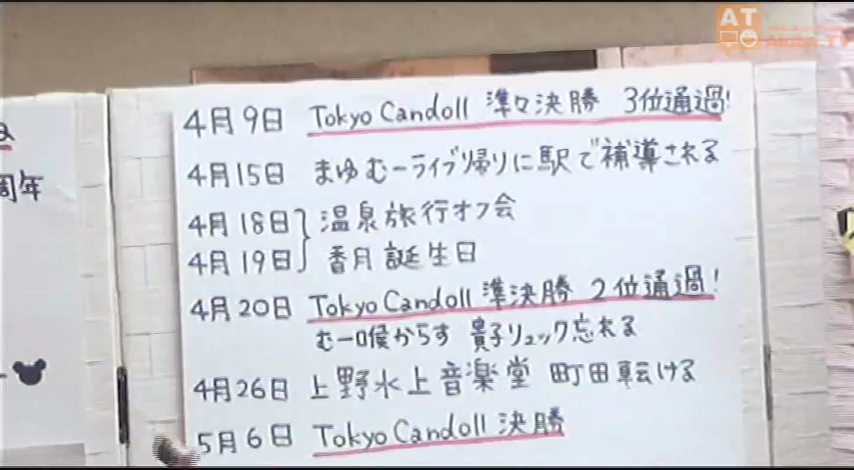 AT
周年
4月9日 Tokyo Candoll 準々決勝 3位通過!
4月15日 まゆむーライブ帰りに駅で補導される
4月18日 温泉旅行オフ会
4月19日 香月誕生日
4月20日 Tokyo Candoll 準決勝 2位通過!
むー喉からす 貴子リュック忘れる
4月26日 上野水上音楽堂 町田転ける
5月6日 Tokyo Candoll 決勝